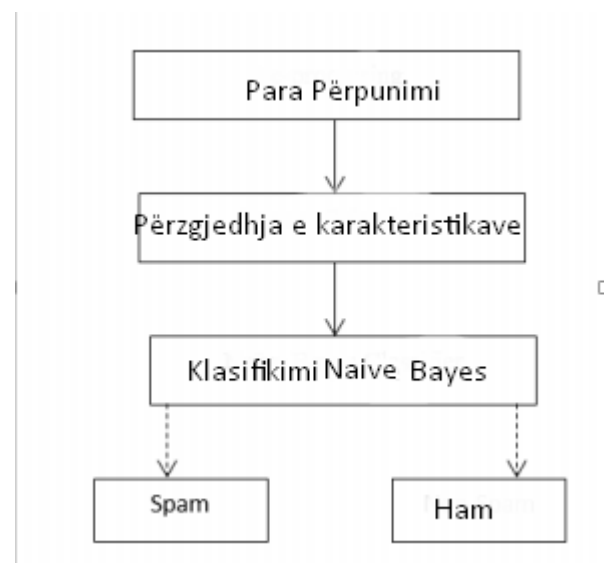 Para Përpunimi
Përzgjedhja e karakteristikave
Klasifikimi Naive Bayes
Spam
Ham